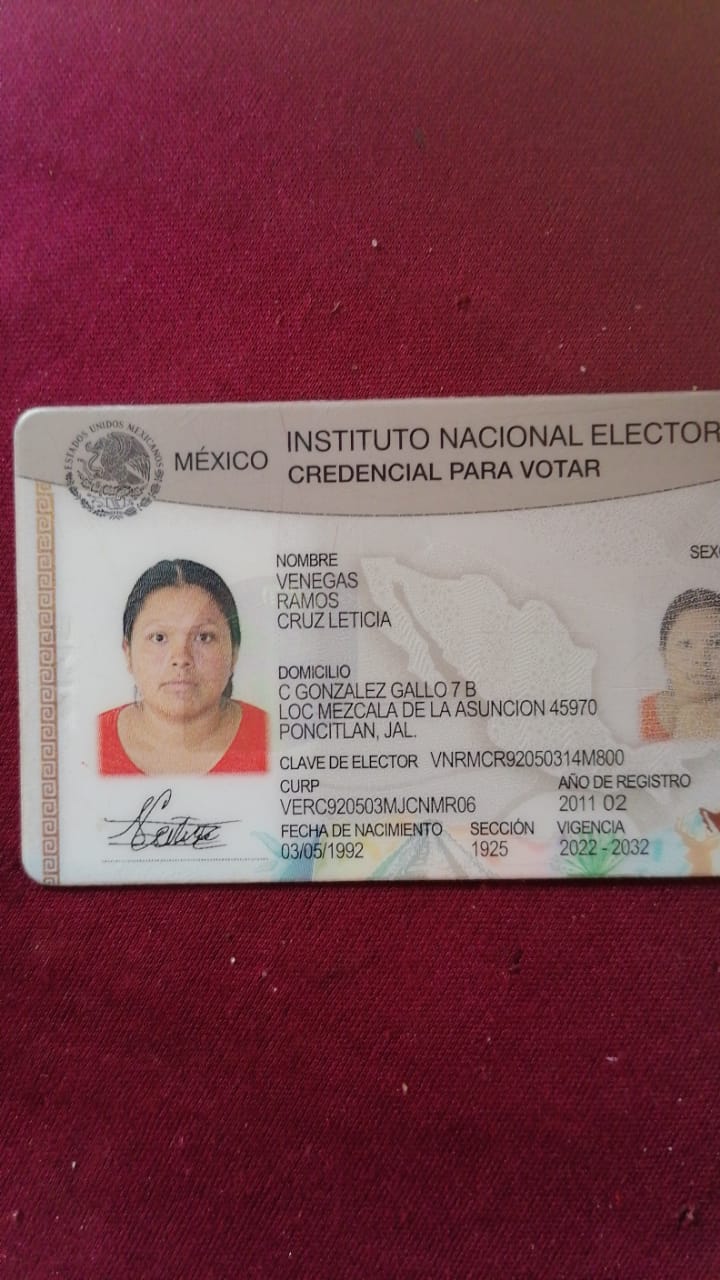 ESTADOS UNIDOS MEXICANOS
MÉXICO
INSTITUTO NACIONAL ELECTOR
CREDENCIAL PARA VOTAR
NOMBRE
SEX
VENEGAS
RAMOS
CRUZ LETICIA
DOMICILIO
C GONZALEZ GALLO 7 B
LOC MEZCALA DE LA ASUNCION 45970
PONCITLAN, JAL.
CLAVE DE ELECTOR VNRMCR92050314M800
CURP
AÑO DE REGISTRO
VERC920503MJCNMR06
2011 02
FECHA DE NACIMIENTO SECCIÓN VIGENCIA
03/05/1992 1925 2022 - 2032